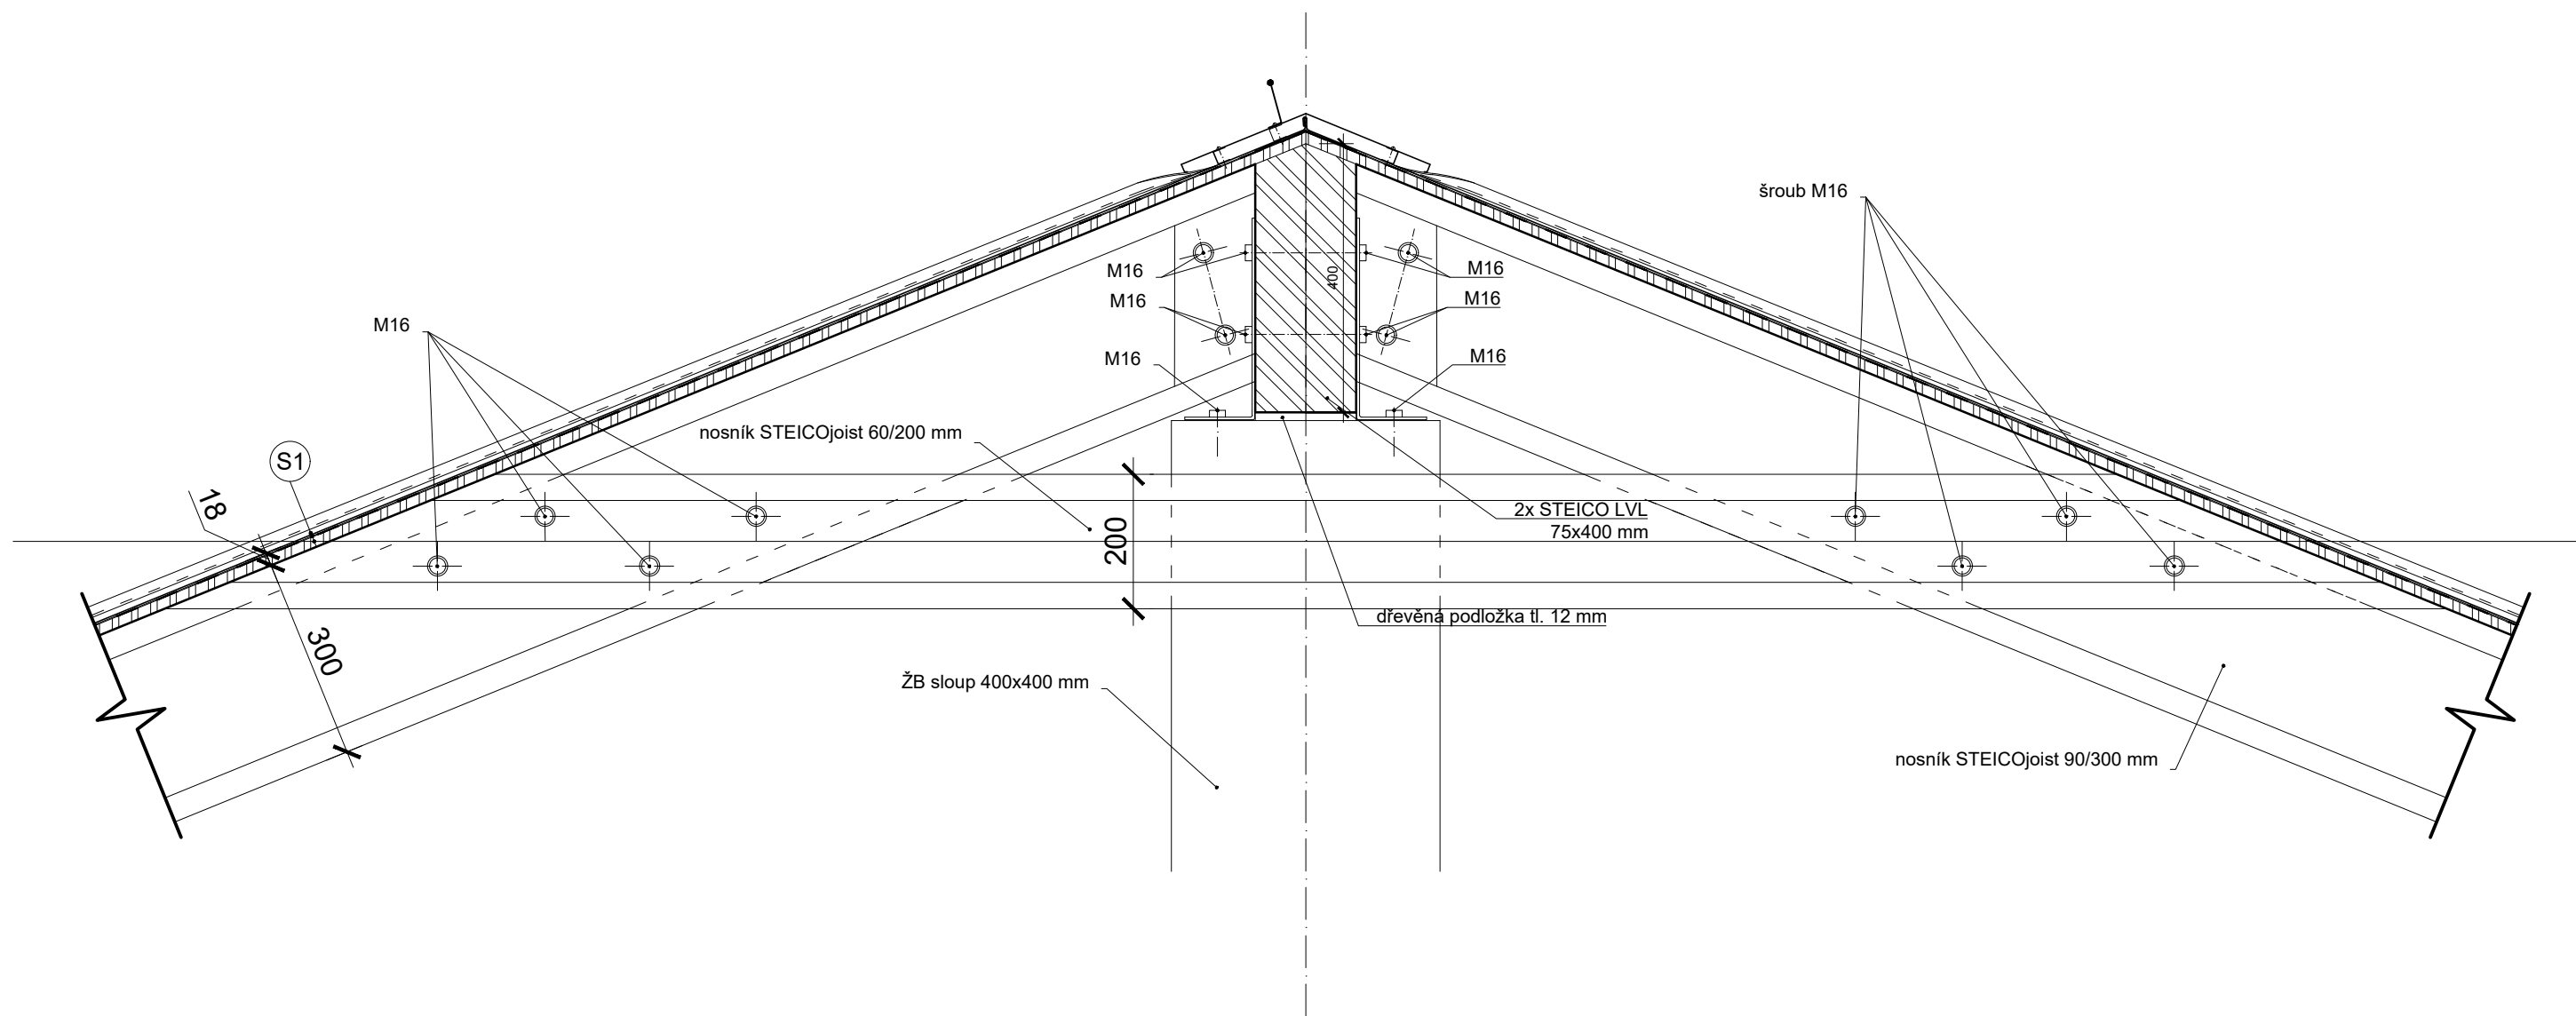 šroub M16
400
M16
M16
M16
M16
M16
M16
M16
nosník STEICOjoist 60/200 mm
S1
18
200
2x STEICO LVL
75x400 mm
dřevěná podložka tl. 12 mm
300
ŽB sloup 400x400 mm
nosník STEICOjoist 90/300 mm